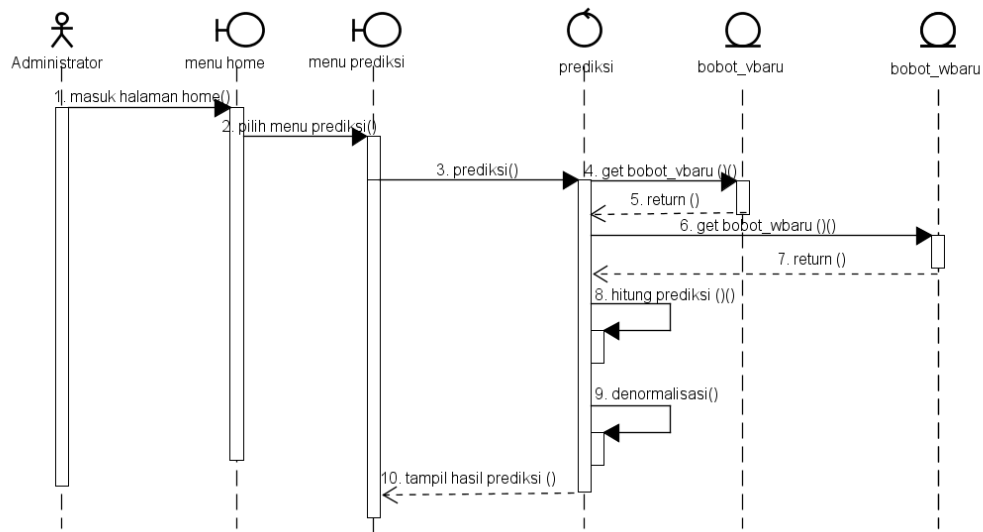 Administrator
menu home
menu prediksi
prediksi
bobot_vbaru
bobot_wbaru
1. masuk halaman home()
2. pilih menu prediksi()
3. prediksi()
4. get bobot_vbaru ()()
5. return ()
6. get bobot_wbaru ()()
7. return ()
8. hitung prediksi ()()
9. denormalisasi()
10. tampil hasil prediksi ()